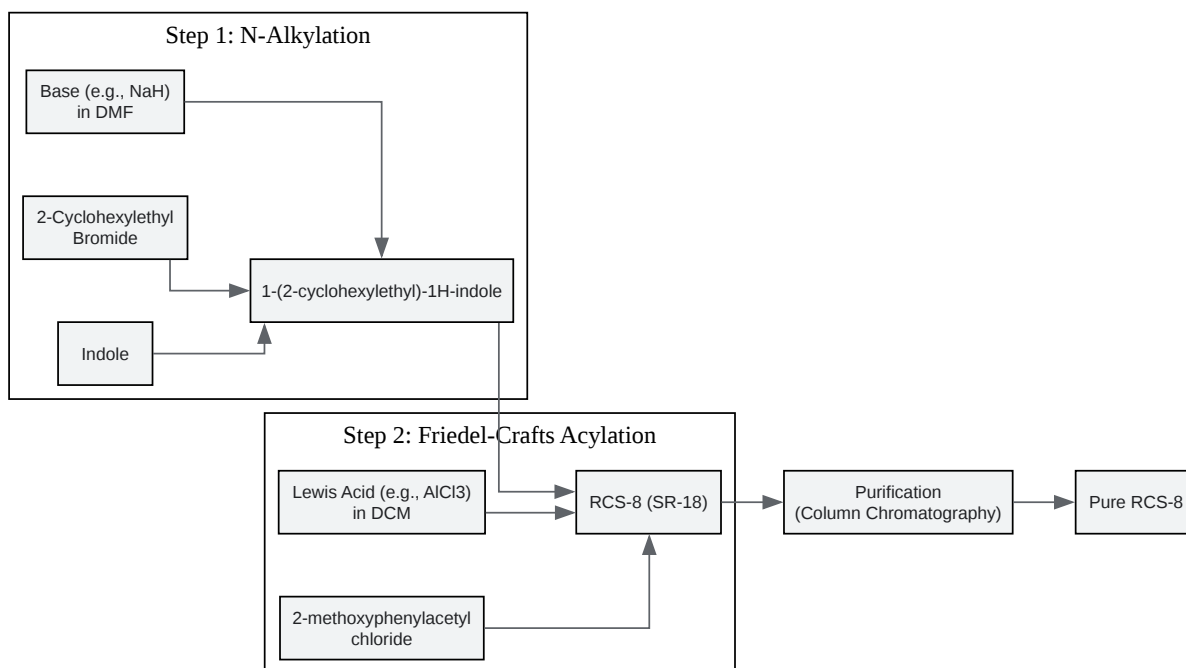 Step 1: N-Alkylation
Base (e.g., NaH)
in DMF
2-Cyclohexylethyl
Bromide
1-(2-cyclohexylethyl)-1H-indole
Indole
Step 2: Friedel-Crafts Acylation
Lewis Acid (e.g., AlCl3)
in DCM
RCS-8 (SR-18)
Purification
(Column Chromatography)
Pure RCS-8
2-methoxyphenylacetyl
chloride